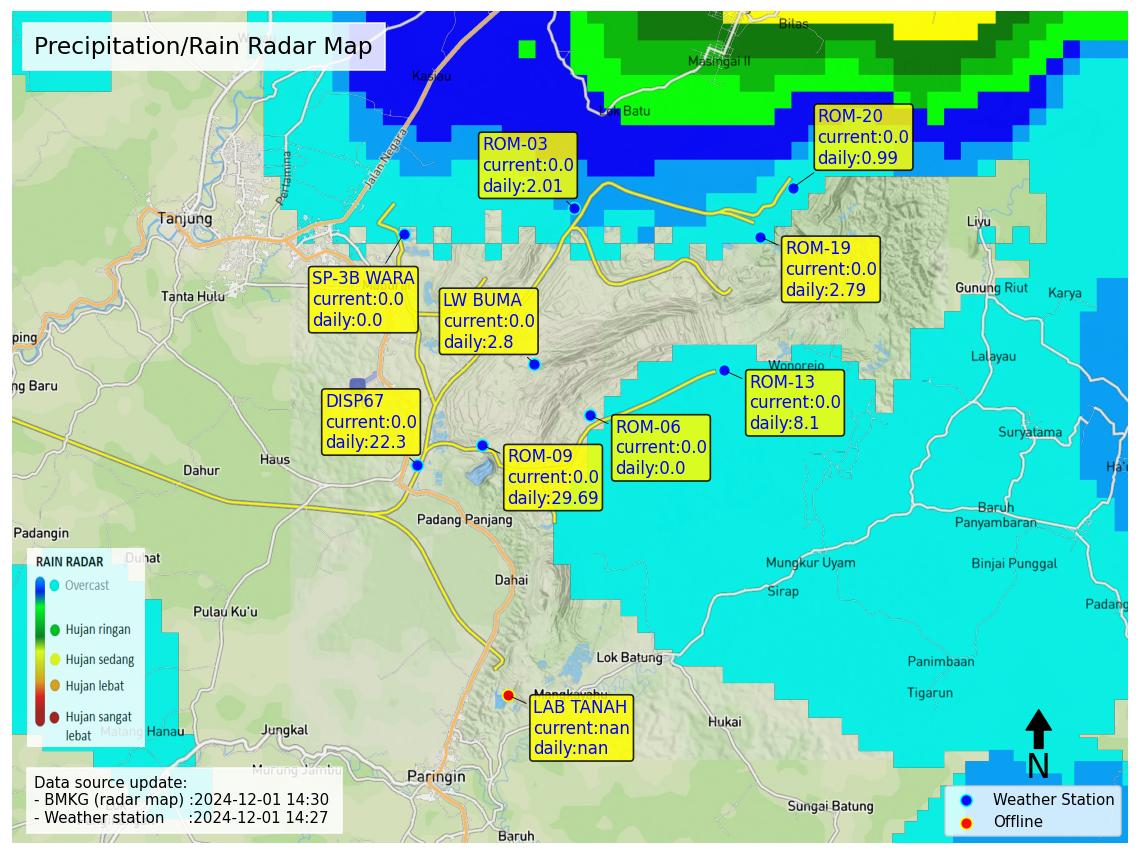 Precipitation/Rain Radar Map
Bilas
Masingai II
Kasiau
Lok Batu
ROM-20
current:0.0
daily:0.99
ROM-03
current:0.0
daily:2.01
Jalan Negara
Pertamina
Tanjung
Liyu
ROM-19
current:0.0
daily:2.79
SP-3B WARA
current:0.0
daily:0.0
LW BUMA
current:0.0
daily:2.8
Tanta Hulu
Gunung Riut
Karya
ping
Lalayau
Wonorejo
ng Baru
ROM-13
current:0.0
daily:8.1
DISP67
current:0.0
daily:22.3
ROM-06
current:0.0
daily:0.0
Suryatama
ROM-09
current:0.0
daily:29.69
Haus
Dahur
Ha'u
Baruh
Panyambaran
Padang Panjang
Padangin
Duhat
Mungkur Uyam
Binjai Punggal
Dahai
Sirap
Padang
Pulau Ku'u
RAIN RADAR
Overcast
Hujan ringan
Hujan sedang
Hujan lebat
Hujan sangat
lebat
Lok Batung
Panimbaan
Tigarun
Mangkayahu
LAB TANAH
current:nan
daily:nan
Hukai
Matang Hanau
Jungkal
Murung Jambu
Paringin
Sungai Batung
Baruh
N
Data source update:
- BMKG (radar map) :2024-12-01 14:30
- Weather station :2024-12-01 14:27
Weather Station
Offline